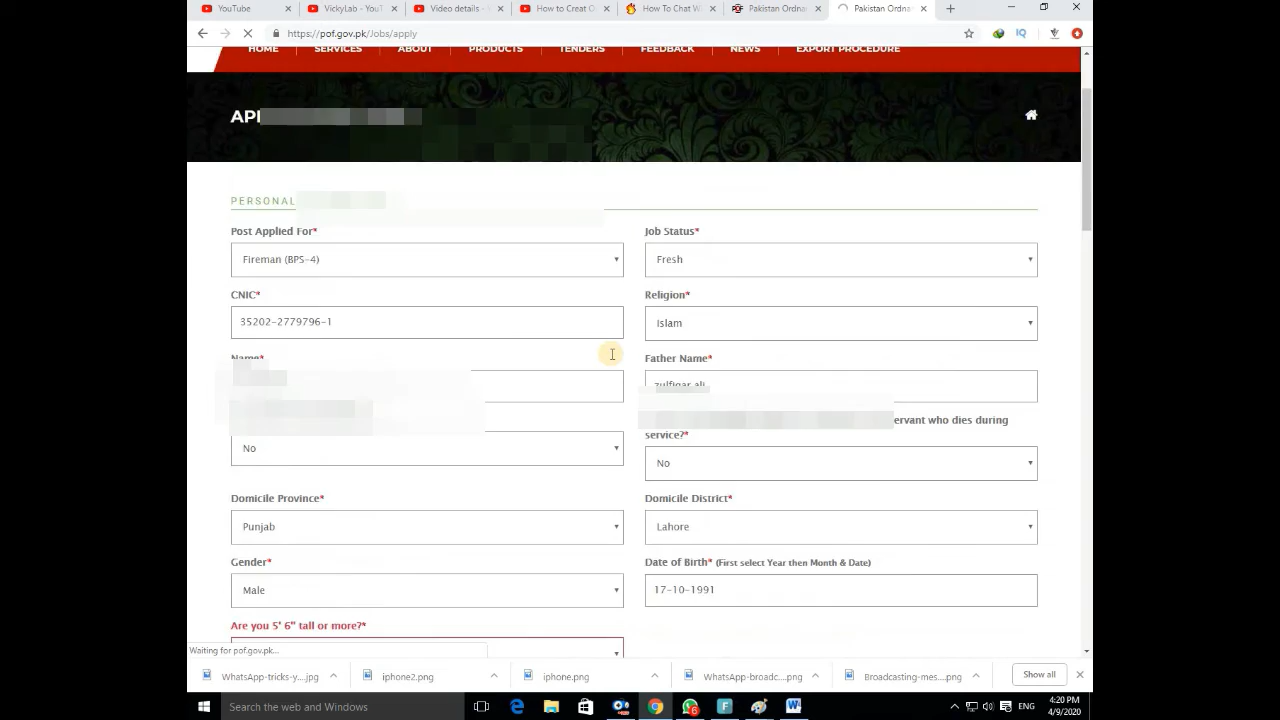 YouTube
VickyLab - YouT
Video details -
How to Creat O
How To Chat W
Pakistan Ordna
Pakistan Ordna
https://pof.gov.pk/Jobs/apply
HOME SERVICES ABOUT PRODUCTS TENDERS FEEDBACK NEWS EXPORT PROCEDURE
PERSONAL
Post Applied For* Job Status*
Fireman (BPS-4) Fresh
CNIC* Religion*
35202-2779796-1 Islam
Name* Father Name*
zulfiqar ali
ervant who dies during
service?*
No No
Domicile Province* Domicile District*
Punjab Lahore
Gender* Date of Birth* (First select Year then Month & Date)
Male 17-10-1991
Are you 5' 6" tall or more?*
Waiting for pof.gov.pk...
WhatsApp-tricks-y....jpg iphone2.png iphone.png WhatsApp-broadc....png Broadcasting-mes....png Show all
Search the web and Windows
ENG
4:20 PM
4/9/2020